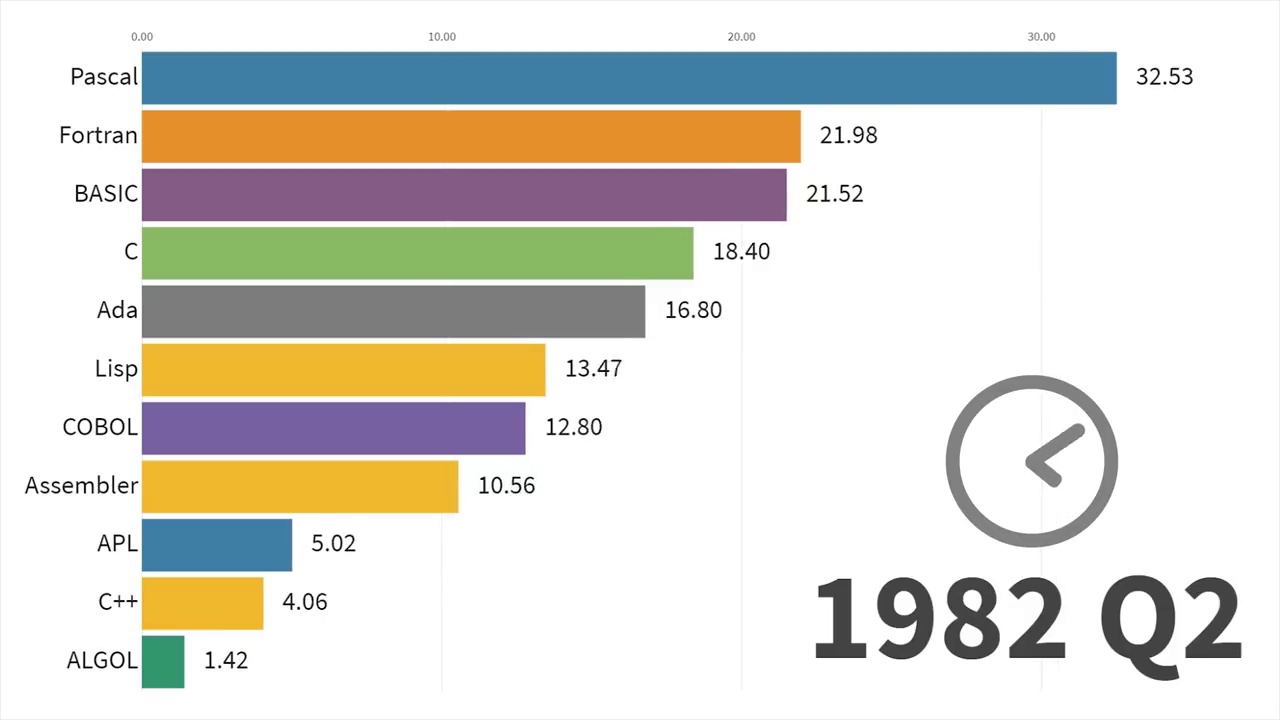 0.00 10.00 20.00 30.00
Pascal 32.53
Fortran 21.98
BASIC 21.52
C 18.40
Ada 16.80
Lisp 13.47
COBOL 12.80
Assembler 10.56
APL 5.02
C++ 4.06
ALGOL 1.42
1982 Q2